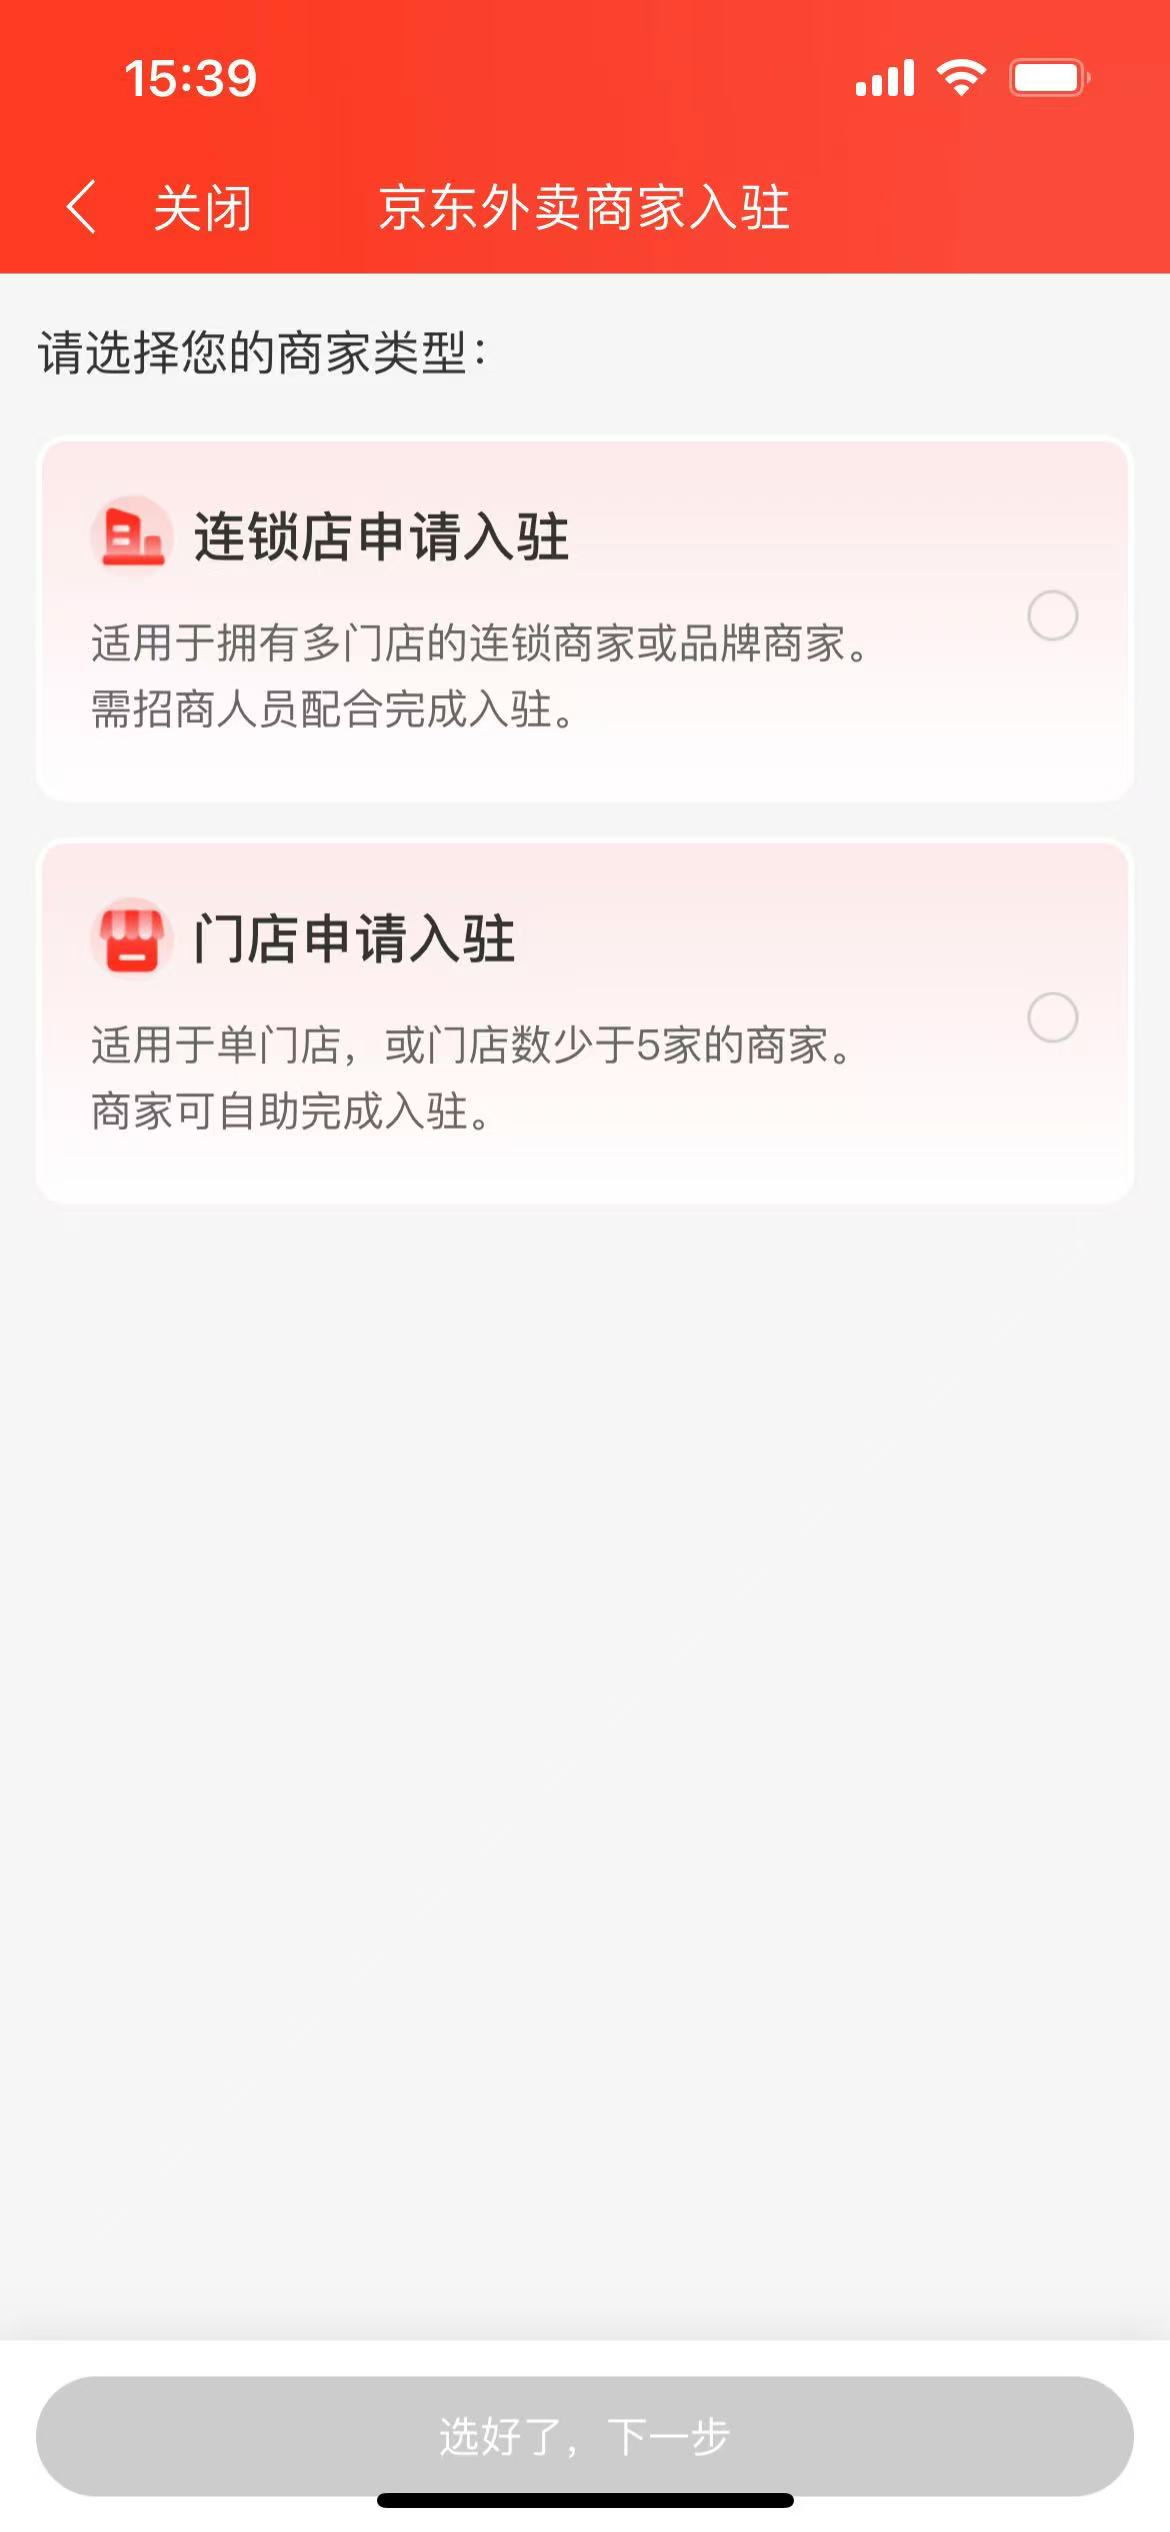 15:39
关闭
京东外卖商家入驻
请选择您的商家类型：
连锁店申请入驻
适用于拥有多门店的连锁商家或品牌商家。
需招商人员配合完成入驻。
门店申请入驻
适用于单门店，或门店数少于5家的商家。
商家可自助完成入驻。
选好了，下一步